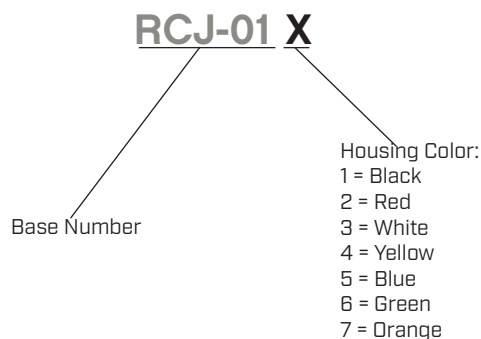 RCJ-01 X
Housing Color:
1 = Black
2 = Red
Base Number
3 = White
4 = Yellow
5 = Blue
6 = Green
7 = Orange